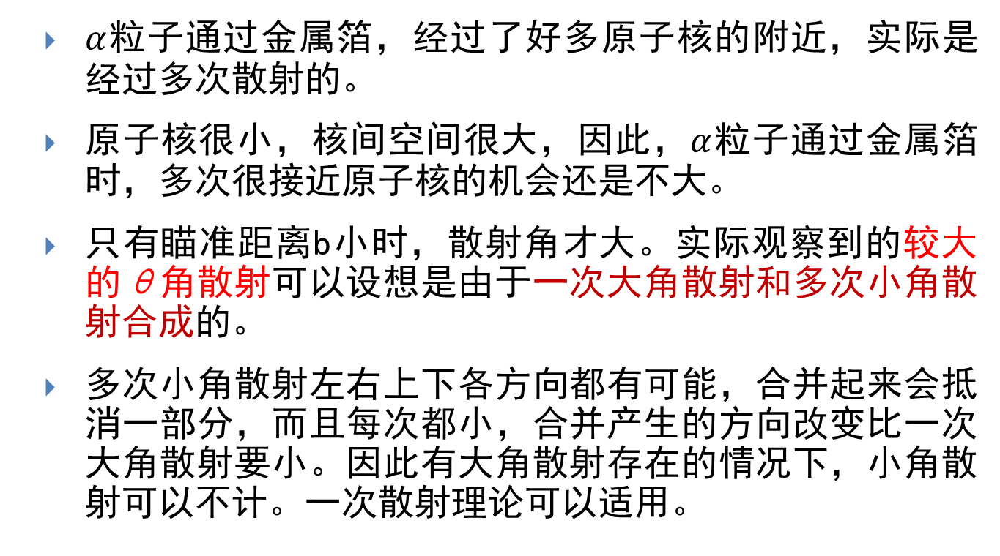 α粒子通过金属箔，经过了好多原子核的附近，实际是
经过多次散射的。
原子核很小，核间空间很大，因此，α粒子通过金属箔
时，多次很接近原子核的机会还是不大。
只有瞄准距离b小时，散射角才大。实际观察到的较大
的θ角散射可以设想是由于一次大角散射和多次小角散
射合成的。
多次小角散射左右上下各方向都有可能，合并起来会抵
消一部分，而且每次都小，合并产生的方向改变比一次
大角散射要小。因此有大角散射存在的情况下，小角散
射可以不计。一次散射理论可以适用。